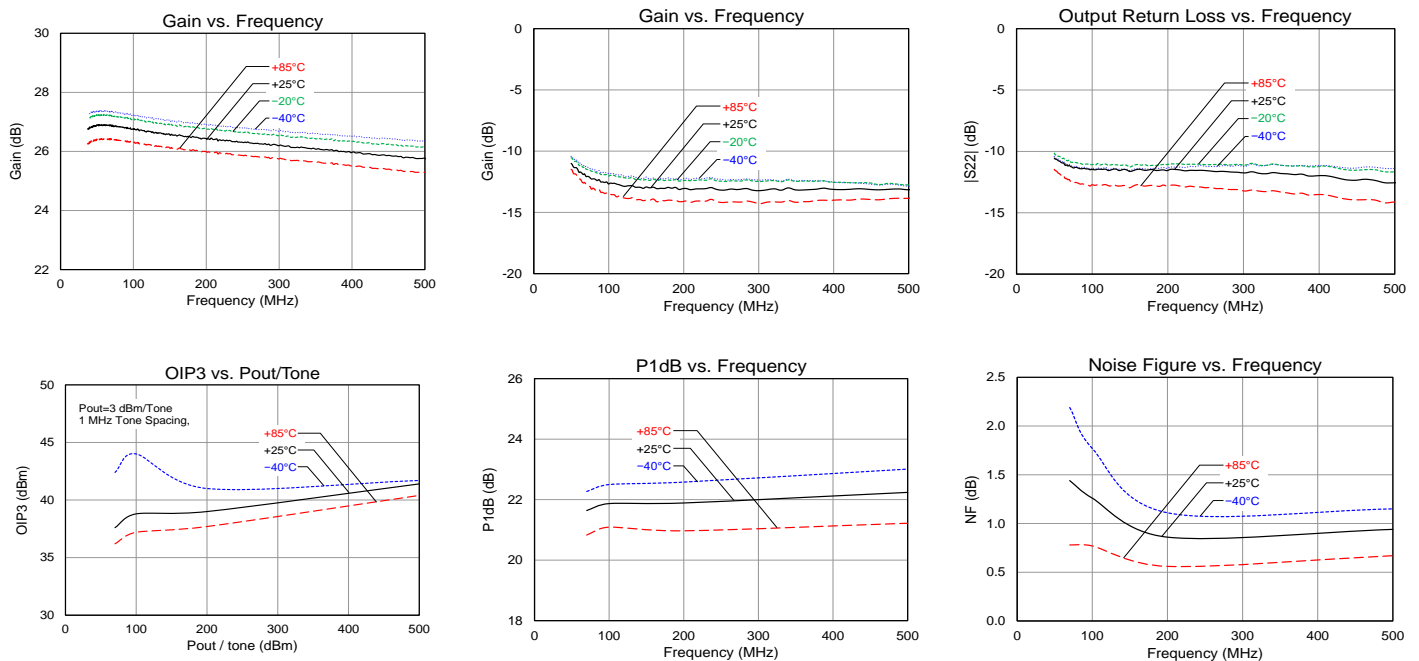 Gain vs. Frequency
30
28
26
24
22
Gain (dB)
+85°C
+25°C
−20°C
−40°C
0
100
200
300
400
500
Frequency (MHz)
Gain vs. Frequency
0
-5
-10
-15
-20
Gain (dB)
+85°C
+25°C
−20°C
−40°C
0
100
200
300
400
500
Frequency (MHz)
Output Return Loss vs. Frequency
0
-5
-10
-15
-20
|S22| (dB)
+85°C
+25°C
−20°C
−40°C
0
100
200
300
400
500
Frequency (MHz)
OIP3 vs. Pout/Tone
50
45
40
35
30
OIP3 (dBm)
Pout=3 dBm/Tone
1 MHz Tone Spacing,
+85°C
+25°C
−40°C
0
100
200
300
400
500
Pout / tone (dBm)
P1dB vs. Frequency
26
24
22
20
18
P1dB (dB)
+85°C
+25°C
−40°C
0
100
200
300
400
500
Frequency (MHz)
Noise Figure vs. Frequency
2.5
2.0
1.5
1.0
0.5
0.0
NF (dB)
+85°C
+25°C
−40°C
0
100
200
300
400
500
Frequency (MHz)